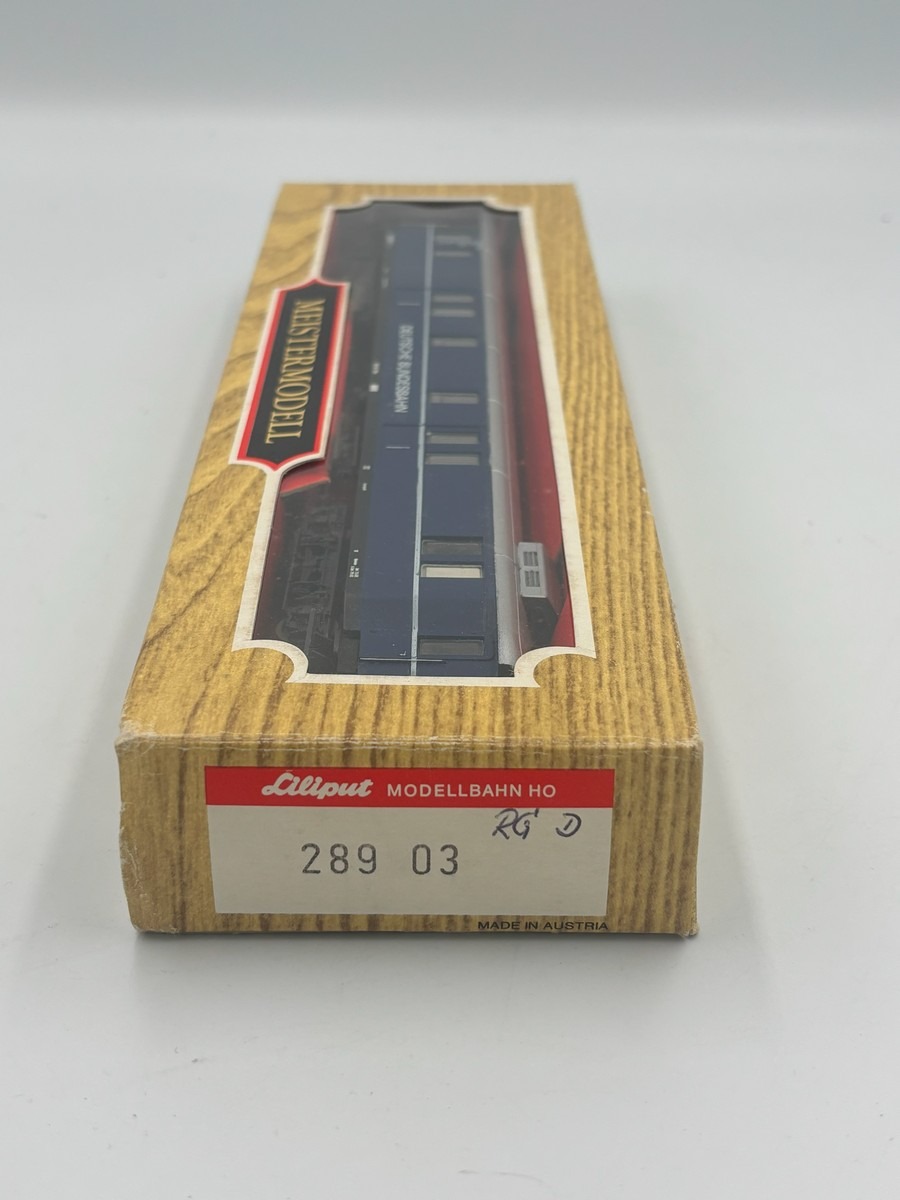 MEISTERMODELL
DEUTSCHE BUNDESBAHN
Liliput MODELLBAHN HO
RG D
289 03
MADE IN AUSTRIA